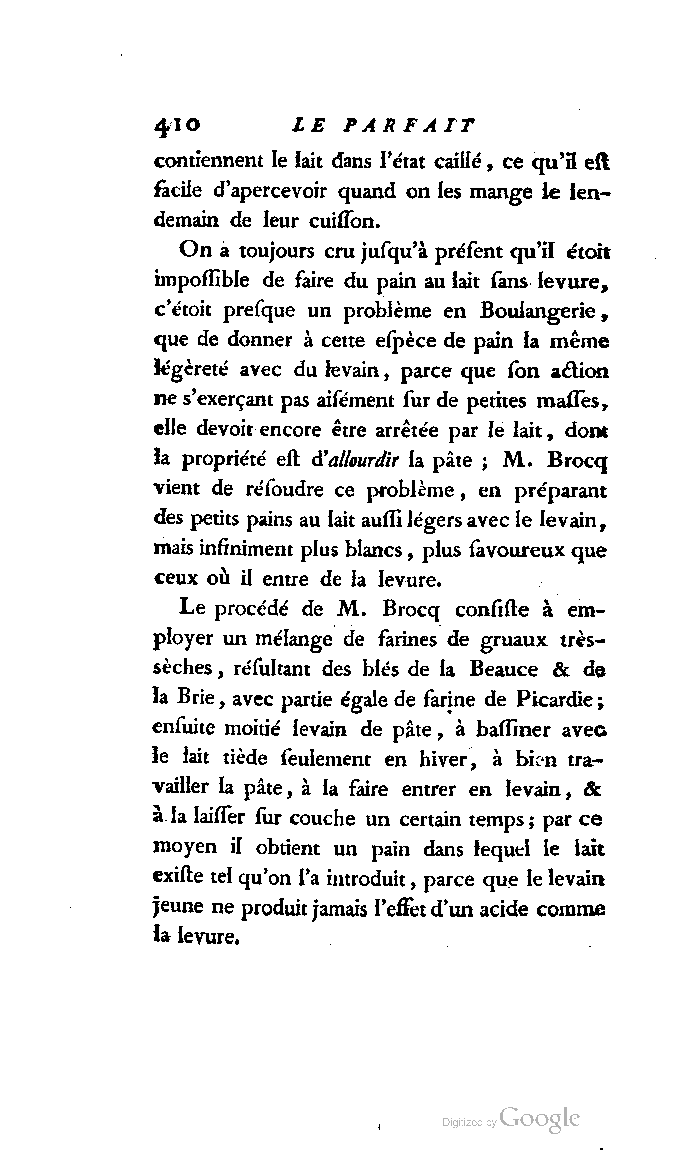 410 LE PARFAIT
contiennent le lait dans l'état caillé, ce qu'il eſt
facile d'apercevoir quand on les mange le len-
demain de leur cuiſſon.
On a toujours cru juſqu'à préſent qu'il étoit
impoſſible de faire du pain au lait ſans levure,
c'étoit preſque un problème en Boulangerie,
que de donner à cette eſpèce de pain la même
légèreté avec du levain, parce que ſon action
ne s'exerçant pas aiſément ſur de petites maſſes,
elle devoit encore être arrêtée par le lait, dont
la propriété eſt d'allourdir la pâte ; M. Brocq
vient de réſoudre ce problème, en préparant
des petits pains au lait auſſi légers avec le levain,
mais infiniment plus blancs, plus ſavoureux que
ceux où il entre de la levure.
Le procédé de M. Brocq conſiſte à em-
ployer un mélange de farines de gruaux très-
sèches, réſultant des blés de la Beauce & de
la Brie, avec partie égale de farine de Picardie ;
enſuite moitié levain de pâte, à baſſiner avec
le lait tiède ſeulement en hiver, à bien tra-
vailler la pâte, à la faire entrer en levain, &
à la laiſſer ſur couche un certain temps ; par ce
moyen il obtient un pain dans lequel le lait
exiſte tel qu'on l'a introduit, parce que le levain
jeune ne produit jamais l'effet d'un acide comme
la levure.
Digitized by Google